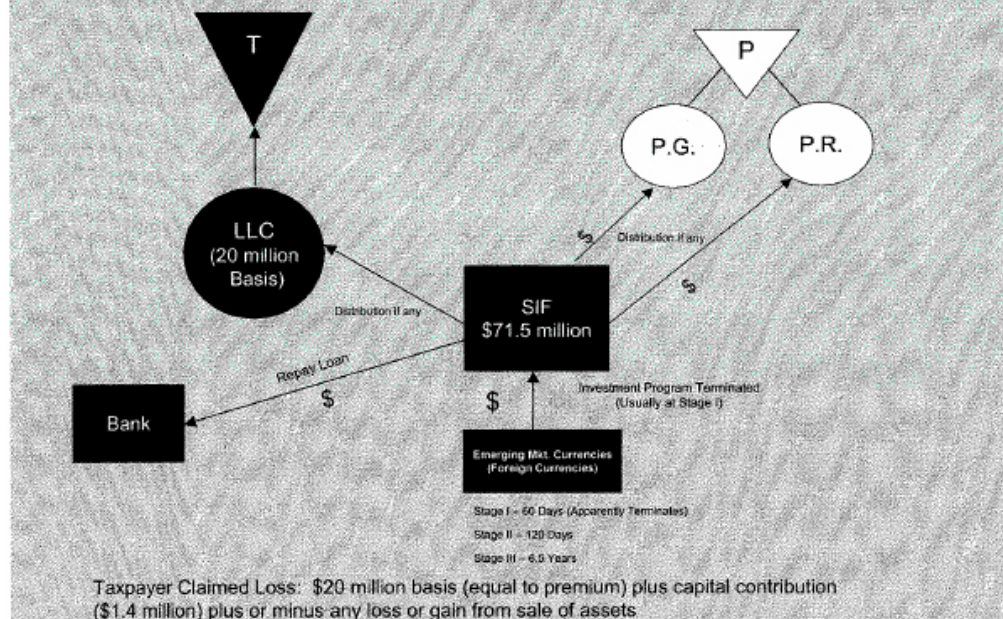 T
P
P.G.
P.R.
LLC
(20 million
Basis)
$
Distribution if any
$
SIF
$71.5 million
Distribution if any
Repay Loan
$
$
Investment Program Terminated
(Usually at Stage I)
Bank
Emerging Mkt. Currencies
(Foreign Currencies)
Stage I – 60 Days (Apparently Terminates)
Stage II – 120 Days
Stage III – 6.5 Years
Taxpayer Claimed Loss: $20 million basis (equal to premium) plus capital contribution
($1.4 million) plus or minus any loss or gain from sale of assets